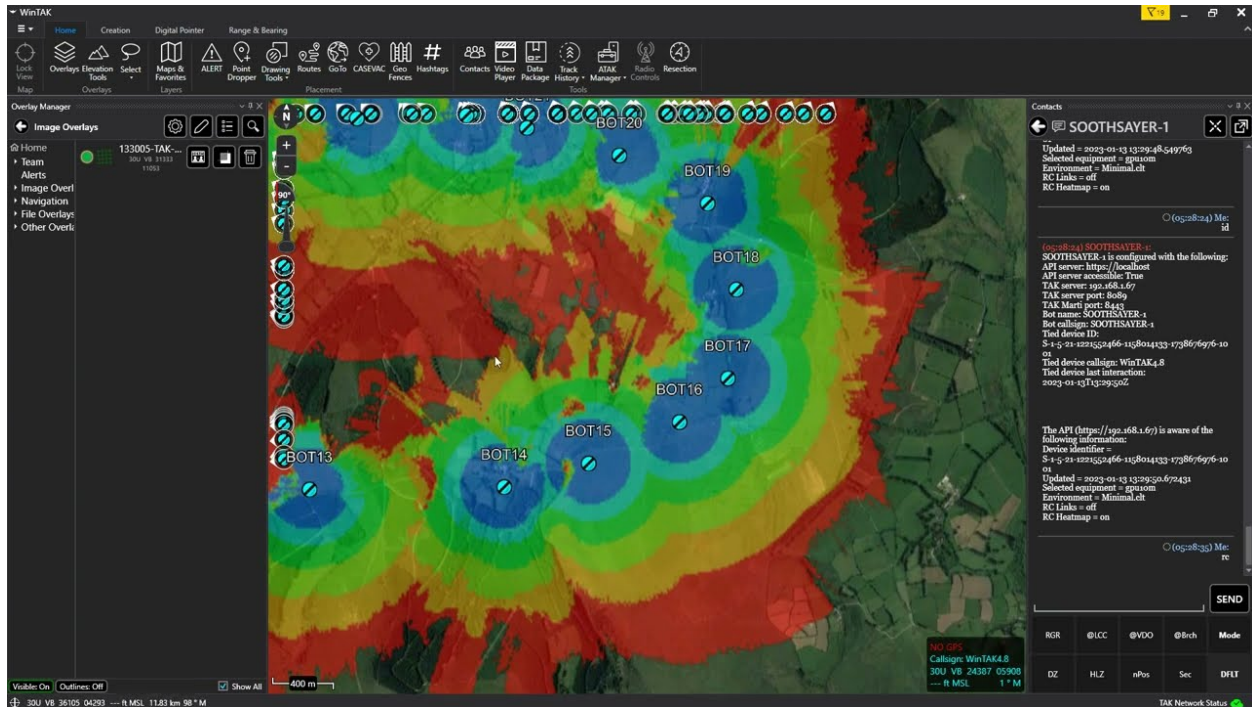 WinTAK
19
Home Creation Digital Pointer Range & Bearing
Lock View
Overlays
Elevation Tools
Select
Maps & Favorites
ALERT
Point Dropper
Drawing Tools
Routes
GoTo
CASEVAC
Geo Fences
Hashtags
Contacts
Video Player
Data Package
Track History
ATAK Manager
Radio Controls
Resection
Map Overlays Layers Placement Tools
Overlay Manager
Image Overlays
Home
Team
Alerts
Image Overl
Navigation
File Overlays
Other Overla
133005-TAK-...
30U VB 31333
11053
Visible: On Outlines: Off Show All
30U VB 36105 04293 --- ft MSL 11.83 km 98 ° M
N
+
-
90°
BOT20
BOT19
BOT18
BOT17
BOT16
BOT15
BOT14
BOT13
400 m
NO GPS
Callsign: WinTAK4.8
30U VB 24387 05908
--- ft MSL 1 ° M
Contacts
SOOTHSAYER-1
Updated = 2023-01-13 13:29:48.549763
Selected equipment = gpu10m
Environment = Minimal.clt
RC Links = off
RC Heatmap = on
(05:28:24) Me:
id
(05:28:24) SOOTHSAYER-1:
SOOTHSAYER-1 is configured with the following:
API server: https://localhost
API server accessible: True
TAK server: 192.168.1.67
TAK server port: 8089
TAK Marti port: 8443
Bot name: SOOTHSAYER-1
Bot callsign: SOOTHSAYER-1
Tied device ID:
S-1-5-21-1221552466-1158014133-1738676976-10
01
Tied device callsign: WinTAK4.8
Tied device last interaction:
2023-01-13T13:29:50Z
The API (https://192.168.1.67) is aware of the
following information:
Device identifier =
S-1-5-21-1221552466-1158014133-1738676976-10
01
Updated = 2023-01-13 13:29:50.672431
Selected equipment = gpu10m
Environment = Minimal.clt
RC Links = off
RC Heatmap = on
(05:28:35) Me:
rc
SEND
RGR @LCC @VDO @Brch Mode
DZ HLZ nPos Sec DFLT
TAK Network Status